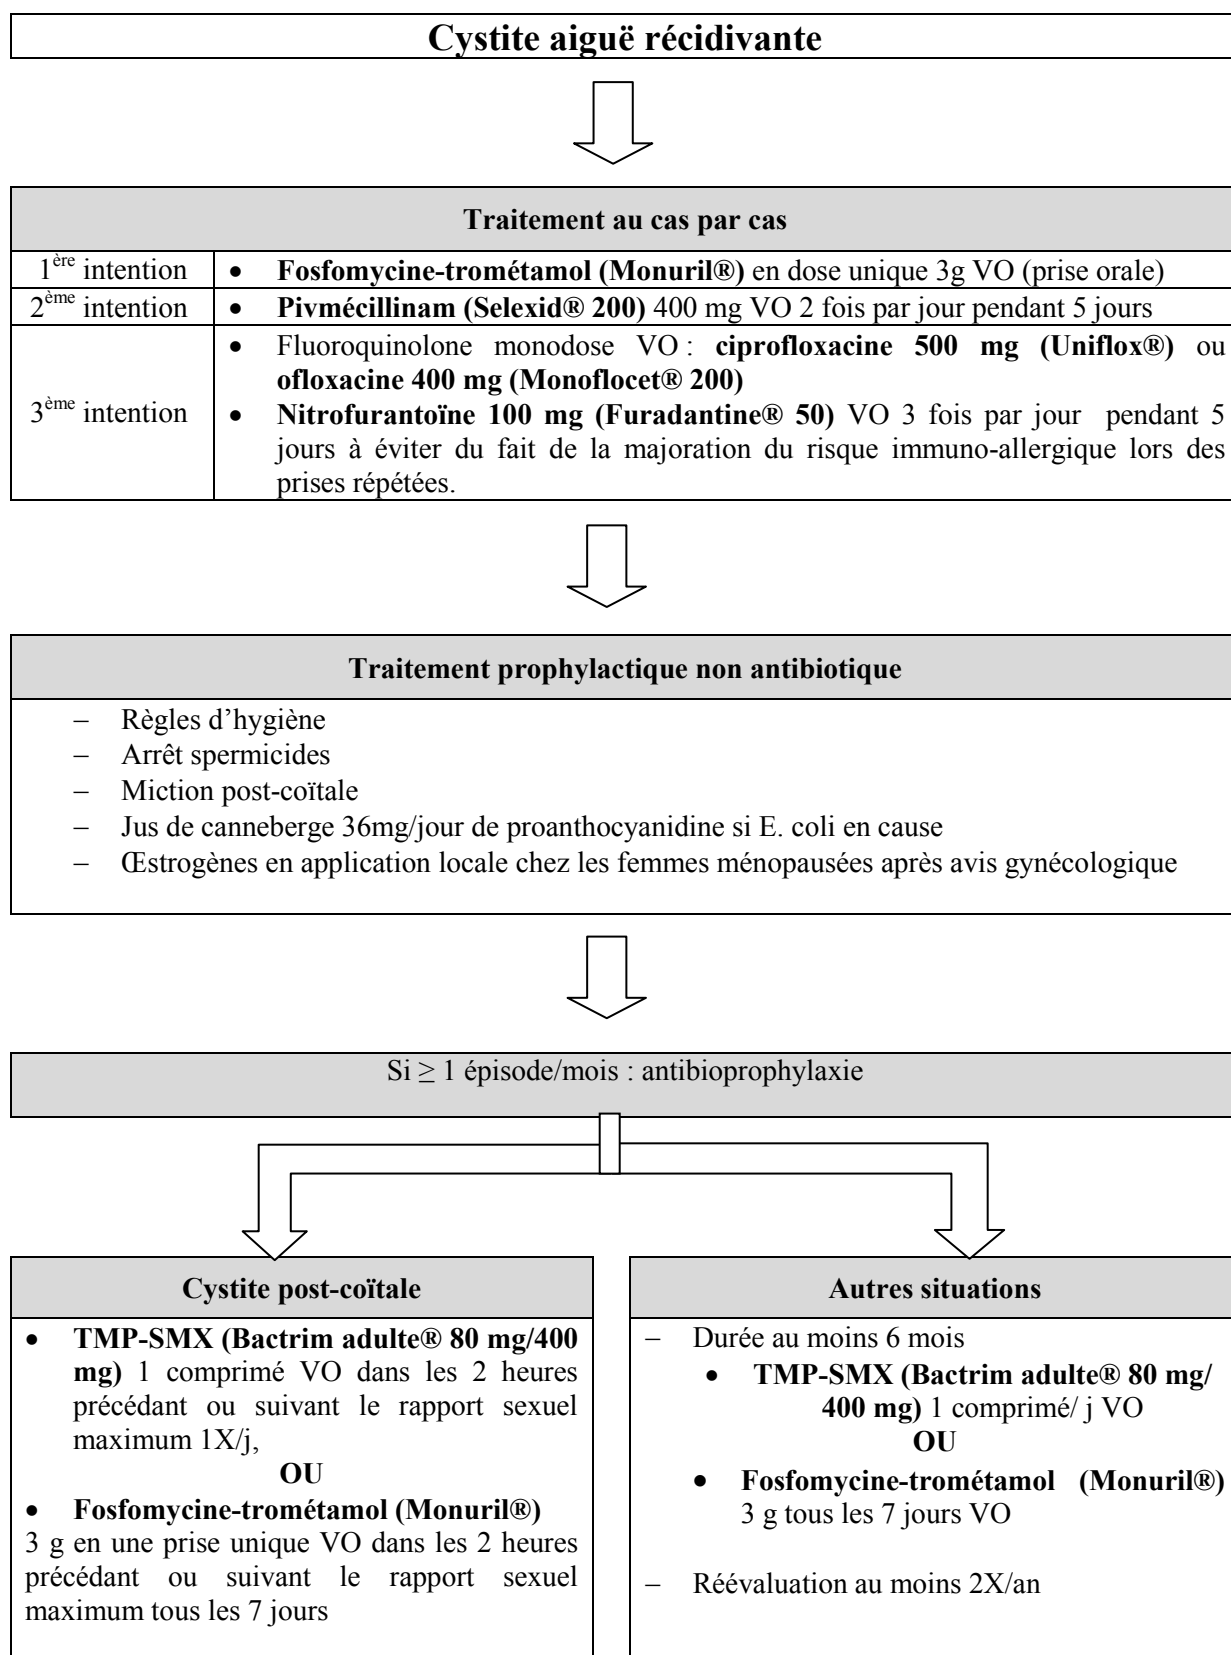 Cystite aiguë récidivante
Traitement au cas par cas
1ère intention
• Fosfomycine-trométamol (Monuril®) en dose unique 3g VO (prise orale)
2ème intention
• Pivmécillinam (Selexid® 200) 400 mg VO 2 fois par jour pendant 5 jours
3ème intention
• Fluoroquinolone monodose VO : ciprofloxacine 500 mg (Uniflox®) ou
ofloxacine 400 mg (Monoflocet® 200)
• Nitrofurantoïne 100 mg (Furadantine® 50) VO 3 fois par jour pendant 5
jours à éviter du fait de la majoration du risque immuno-allergique lors des
prises répétées.
Traitement prophylactique non antibiotique
– Règles d’hygiène
– Arrêt spermicides
– Miction post-coïtale
– Jus de canneberge 36mg/jour de proanthocyanidine si E. coli en cause
– Œstrogènes en application locale chez les femmes ménopausées après avis gynécologique
Si ≥ 1 épisode/mois : antibioprophylaxie
Cystite post-coïtale
• TMP-SMX (Bactrim adulte® 80 mg/400
mg) 1 comprimé VO dans les 2 heures
précédant ou suivant le rapport sexuel
maximum 1X/j,
OU
• Fosfomycine-trométamol (Monuril®)
3 g en une prise unique VO dans les 2 heures
précédant ou suivant le rapport sexuel
maximum tous les 7 jours
Autres situations
– Durée au moins 6 mois
• TMP-SMX (Bactrim adulte® 80 mg/
400 mg) 1 comprimé/ j VO
OU
• Fosfomycine-trométamol (Monuril®)
3 g tous les 7 jours VO
– Réévaluation au moins 2X/an